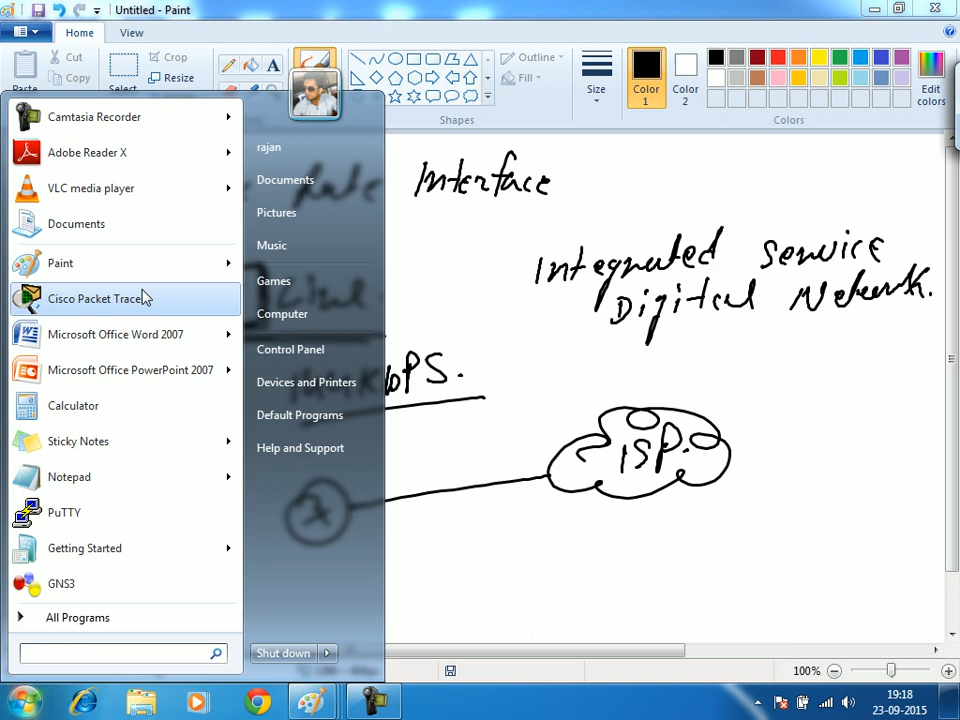 Untitled - Paint
Home
View
Cut
Copy
Paste
Select
Crop
Resize
A
Shapes
Outline
Fill
Size
Color 1
Color 2
Colors
Edit colors
Camtasia Recorder
Adobe Reader X
VLC media player
Documents
Paint
Cisco Packet Trace
Microsoft Office Word 2007
Microsoft Office PowerPoint 2007
Calculator
Sticky Notes
Notepad
PuTTY
Getting Started
GNS3
All Programs
rajan
Documents
Pictures
Music
Games
Computer
Control Panel
Devices and Printers
Default Programs
Help and Support
Shut down
Rate Interface
Integrated Service
Digital Network.
Line
bPS.
ISP.
100%
19:18
23-09-2015